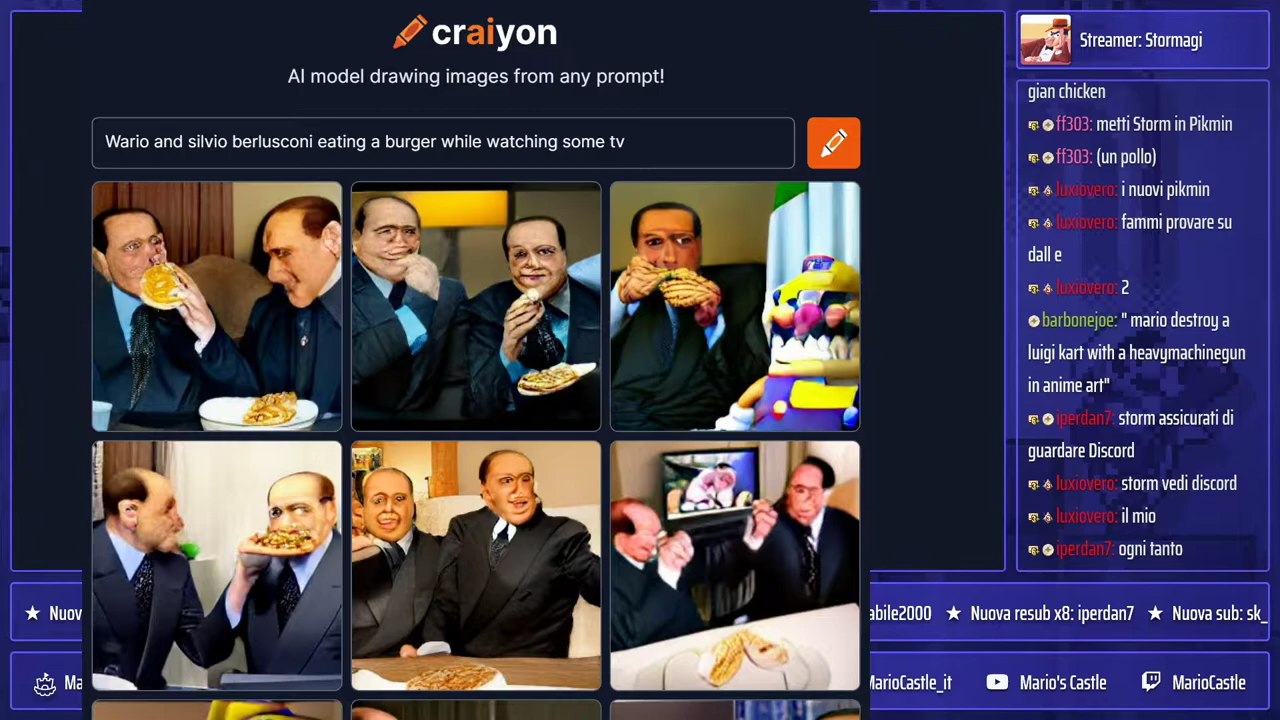 craiyon
AI model drawing images from any prompt!
Wario and silvio berlusconi eating a burger while watching some tv
Streamer: Stormagi
gian chicken
ff303: metti Storm in Pikmin
ff303: (un pollo)
luxiovero: i nuovi pikmin
luxiovero: fammi provare su
dall e
luxiovero: 2
barbonejoe: " mario destroy a
luigi kart with a heavymachinegun
in anime art"
iperdan7: storm assicurati di
guardare Discord
luxiovero: storm vedi discord
luxiovero: il mio
iperdan7: ogni tanto
★ Nuov
abile2000 ★ Nuova resub x8: iperdan7 ★ Nuova sub: sk_
Ma
MarioCastle_it Mario's Castle MarioCastle